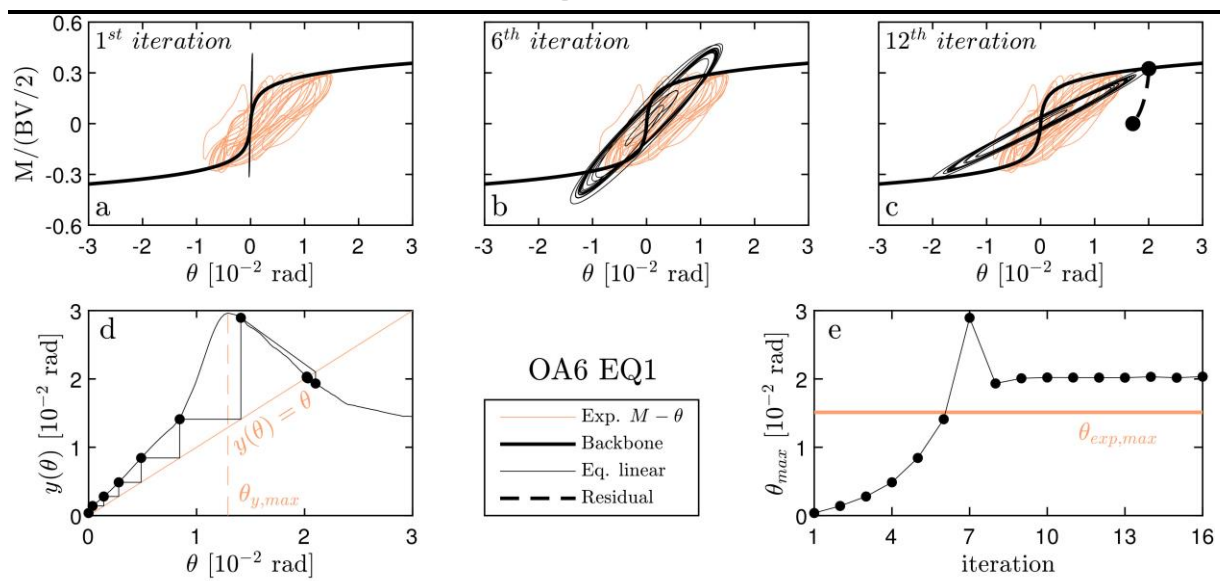 1st iteration
6th iteration
12th iteration
M/(BV/2)
0.6
0.3
0
-0.3
-0.6
a
b
c
-3 -2 -1 0 1 2 3
-3 -2 -1 0 1 2 3
-3 -2 -1 0 1 2 3
θ [10⁻² rad]
θ [10⁻² rad]
θ [10⁻² rad]
y(θ) [10⁻² rad]
3
2
1
0
d
y(θ) = θ
θy,max
0 1 2 3
θ [10⁻² rad]
OA6 EQ1
Exp. M − θ
Backbone
Eq. linear
Residual
θmax [10⁻² rad]
3
2
1
0
e
θexp,max
1 4 7 10 13 16
iteration